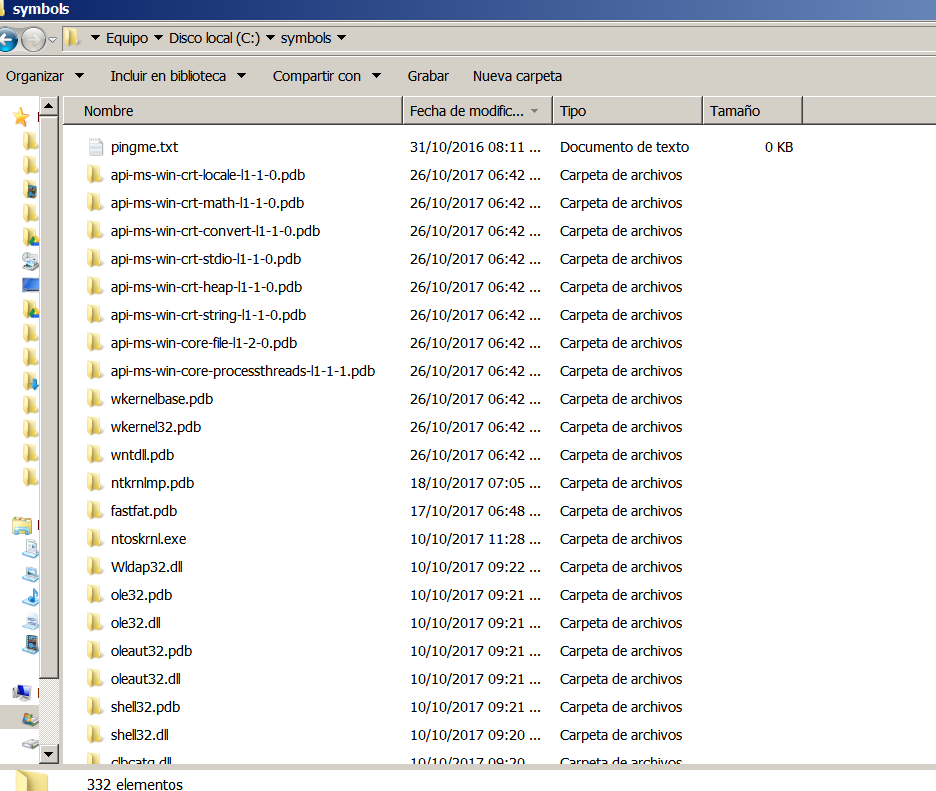 symbols
Equipo Disco local (C:) symbols
Organizar Incluir en biblioteca Compartir con Grabar Nueva carpeta
Nombre Fecha de modific... Tipo Tamaño
pingme.txt 31/10/2016 08:11 ... Documento de texto 0 KB
api-ms-win-crt-locale-l1-1-0.pdb 26/10/2017 06:42 ... Carpeta de archivos
api-ms-win-crt-math-l1-1-0.pdb 26/10/2017 06:42 ... Carpeta de archivos
api-ms-win-crt-convert-l1-1-0.pdb 26/10/2017 06:42 ... Carpeta de archivos
api-ms-win-crt-stdio-l1-1-0.pdb 26/10/2017 06:42 ... Carpeta de archivos
api-ms-win-crt-heap-l1-1-0.pdb 26/10/2017 06:42 ... Carpeta de archivos
api-ms-win-crt-string-l1-1-0.pdb 26/10/2017 06:42 ... Carpeta de archivos
api-ms-win-core-file-l1-2-0.pdb 26/10/2017 06:42 ... Carpeta de archivos
api-ms-win-core-processthreads-l1-1-1.pdb 26/10/2017 06:42 ... Carpeta de archivos
wkernelbase.pdb 26/10/2017 06:42 ... Carpeta de archivos
wkernel32.pdb 26/10/2017 06:42 ... Carpeta de archivos
wntdll.pdb 26/10/2017 06:42 ... Carpeta de archivos
ntkrnlmp.pdb 18/10/2017 07:05 ... Carpeta de archivos
fastfat.pdb 17/10/2017 06:48 ... Carpeta de archivos
ntoskrnl.exe 10/10/2017 11:28 ... Carpeta de archivos
Wldap32.dll 10/10/2017 09:22 ... Carpeta de archivos
ole32.pdb 10/10/2017 09:21 ... Carpeta de archivos
ole32.dll 10/10/2017 09:21 ... Carpeta de archivos
oleaut32.pdb 10/10/2017 09:21 ... Carpeta de archivos
oleaut32.dll 10/10/2017 09:21 ... Carpeta de archivos
shell32.pdb 10/10/2017 09:21 ... Carpeta de archivos
shell32.dll 10/10/2017 09:20 ... Carpeta de archivos
clbcatq.dll 10/10/2017 09:20 ... Carpeta de archivos
332 elementos